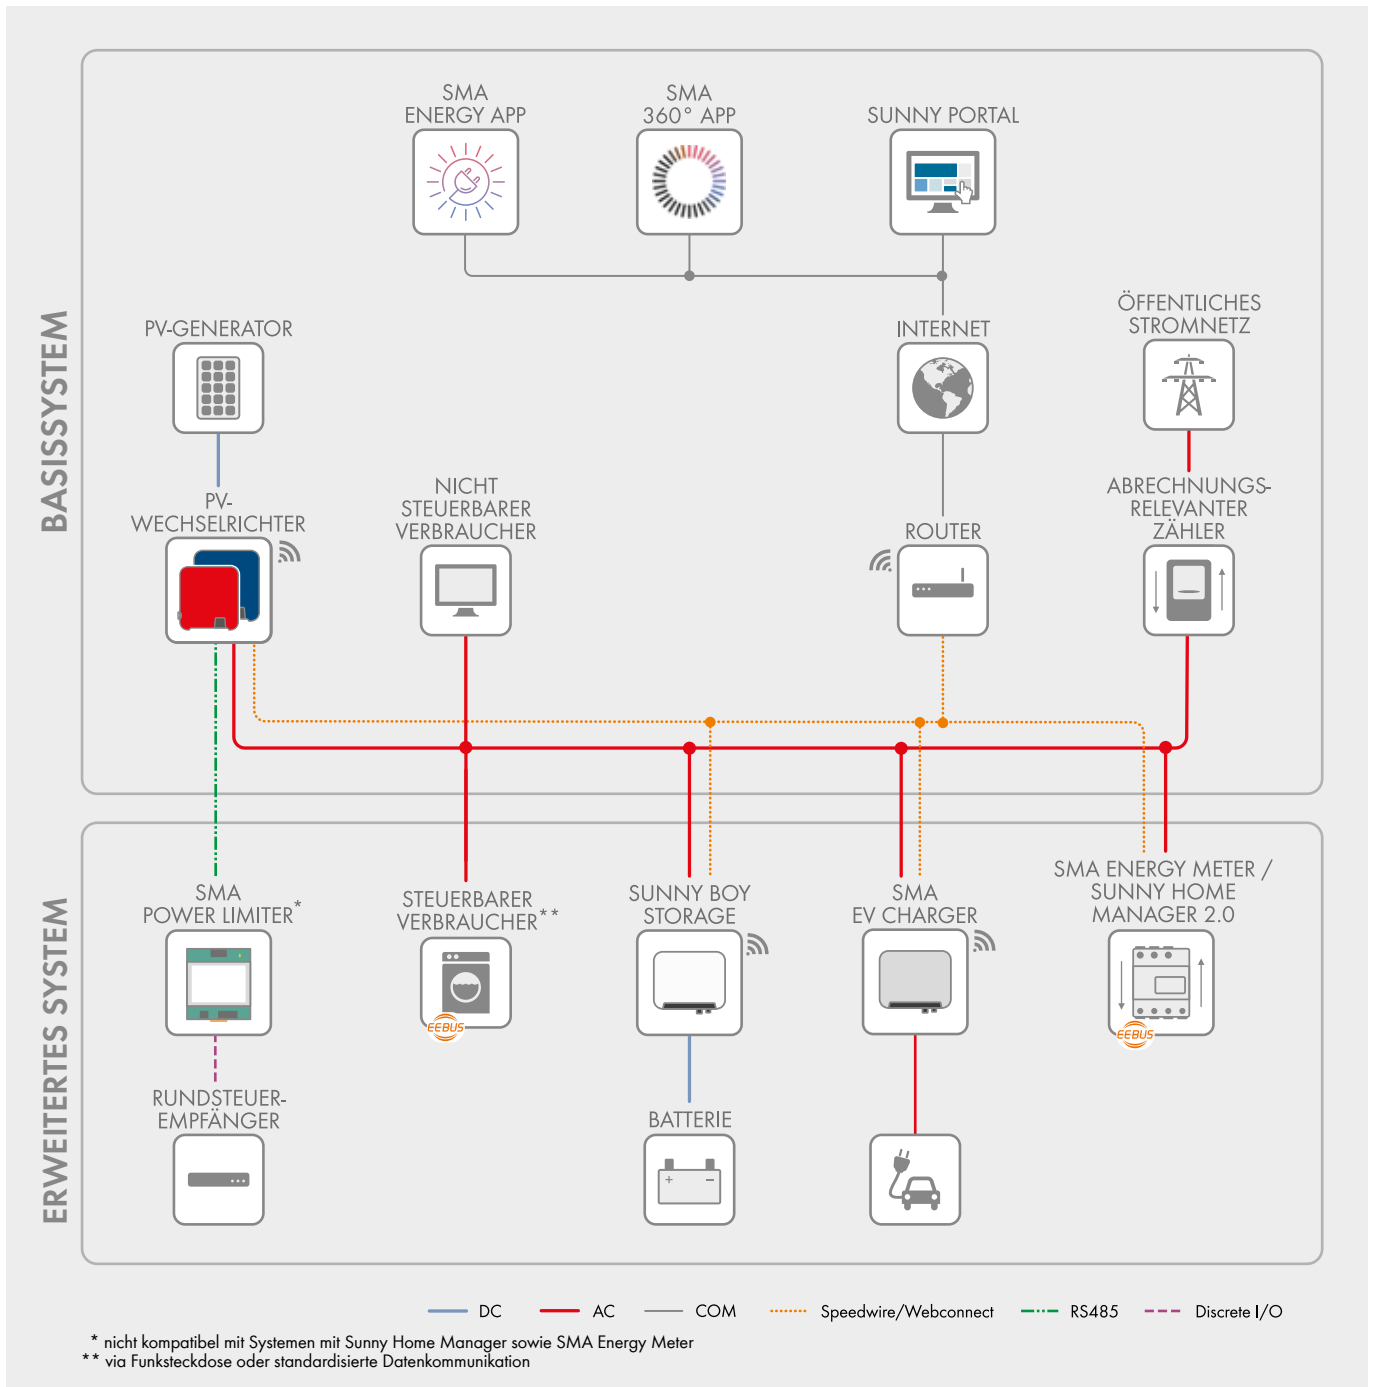 BASISSYSTEM
SMA
ENERGY APP
SMA
360° APP
SUNNY PORTAL
PV-GENERATOR
INTERNET
ÖFFENTLICHES
STROMNETZ
PV-
WECHSELRICHTER
NICHT
STEUERBARER
VERBRAUCHER
ROUTER
ABRECHNUNGS-
RELEVANTER
ZÄHLER
ERWEITERTES SYSTEM
SMA
POWER LIMITER*
STEUERBARER
VERBRAUCHER**
EEBUS
SUNNY BOY
STORAGE
SMA
EV CHARGER
SMA ENERGY METER /
SUNNY HOME
MANAGER 2.0
EEBUS
RUNDSTEUER-
EMPFÄNGER
BATTERIE
+ −
DC AC COM Speedwire/Webconnect RS485 Discrete I/O
* nicht kompatibel mit Systemen mit Sunny Home Manager sowie SMA Energy Meter
** via Funksteckdose oder standardisierte Datenkommunikation